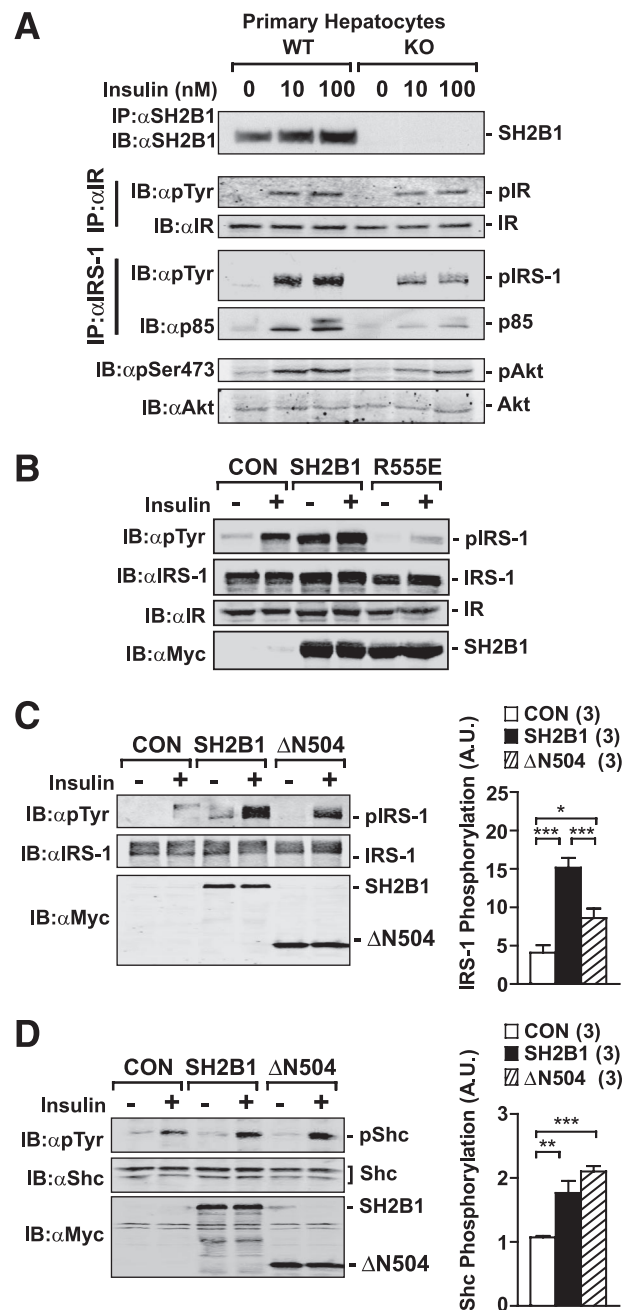 A
Primary Hepatocytes
WT KO
Insulin (nM) 0 10 100 0 10 100
IP:αSH2B1
IB:αSH2B1 - SH2B1
IP:αIR
IB:αpTyr - pIR
IB:αIR - IR
IP:αIRS-1
IB:αpTyr - pIRS-1
IB:αp85 - p85
IB:αpSer473 - pAkt
IB:αAkt - Akt
B
CON SH2B1 R555E
Insulin - + - + - +
IB:αpTyr - pIRS-1
IB:αIRS-1 - IRS-1
IB:αIR - IR
IB:αMyc - SH2B1
C
CON SH2B1 ΔN504
Insulin - + - + - +
IB:αpTyr - pIRS-1
IB:αIRS-1 - IRS-1
IB:αMyc - SH2B1
- ΔN504
CON (3)
SH2B1 (3)
ΔN504 (3)
IRS-1 Phosphorylation (A.U.)
25
20
15
10
5
0
*
*** ***
D
CON SH2B1 ΔN504
Insulin - + - + - +
IB:αpTyr - pShc
IB:αShc ] Shc
IB:αMyc - SH2B1
- ΔN504
CON (3)
SH2B1 (3)
ΔN504 (3)
Shc Phosphorylation (A.U.)
3
2
1
0
***
**